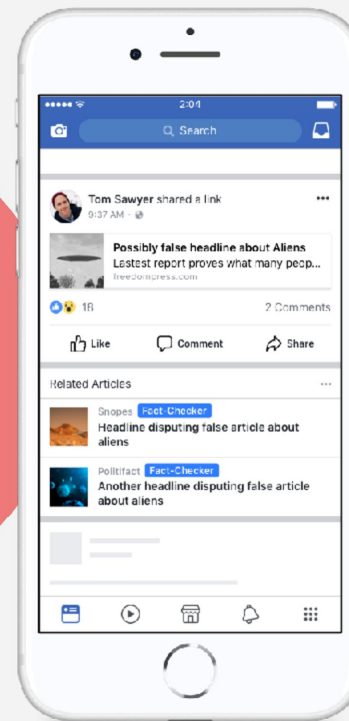 2:04
Search
Tom Sawyer shared a link
9:37 AM ·
Possibly false headline about Aliens
Lastest report proves what many peop...
freedompress.com
18
2 Comments
Like
Comment
Share
Related Articles
Snopes Fact-Checker
Headline disputing false article about
aliens
Politifact Fact-Checker
Another headline disputing false article
about aliens